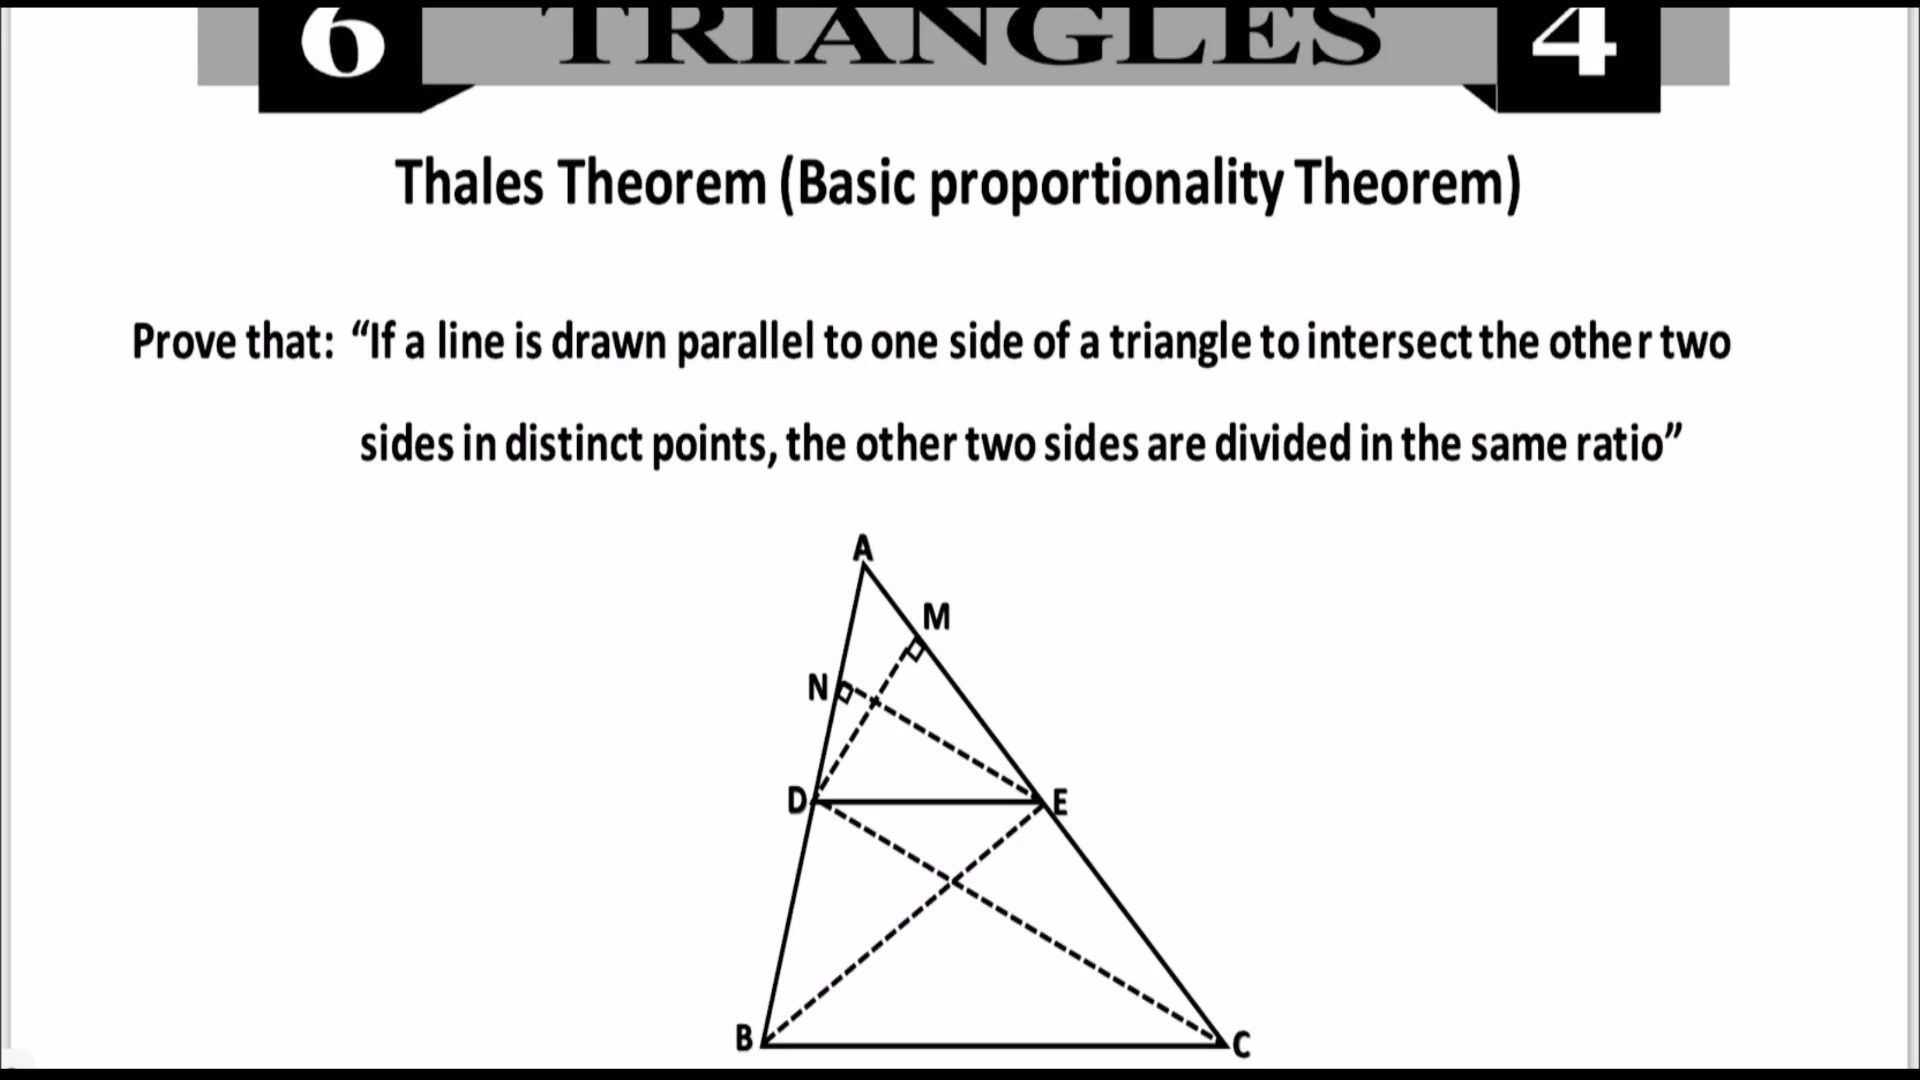 6 TRIANGLES 4
Thales Theorem (Basic proportionality Theorem)
Prove that: “If a line is drawn parallel to one side of a triangle to intersect the other two
sides in distinct points, the other two sides are divided in the same ratio”
A
M
N
D E
B C